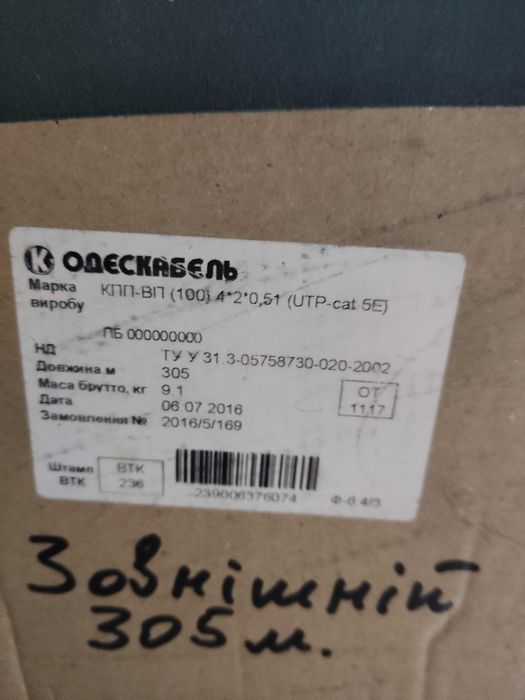 К ОДЕСКАБЕЛЬ
Марка виробу КПП-ВП (100) 4*2*0,51 (UTP-cat 5E)
ПБ 000000000
НД ТУ У 31.3-05758730-020-2002
Довжина м 305
Маса брутто, кг 9.1
Дата 06 07 2016
Замовлення № 2016/5/169
ОТ
1117
Штамп ВТК
ВТК 236
239006376074
Ф-8.4/3
Зовнішній
305 м.